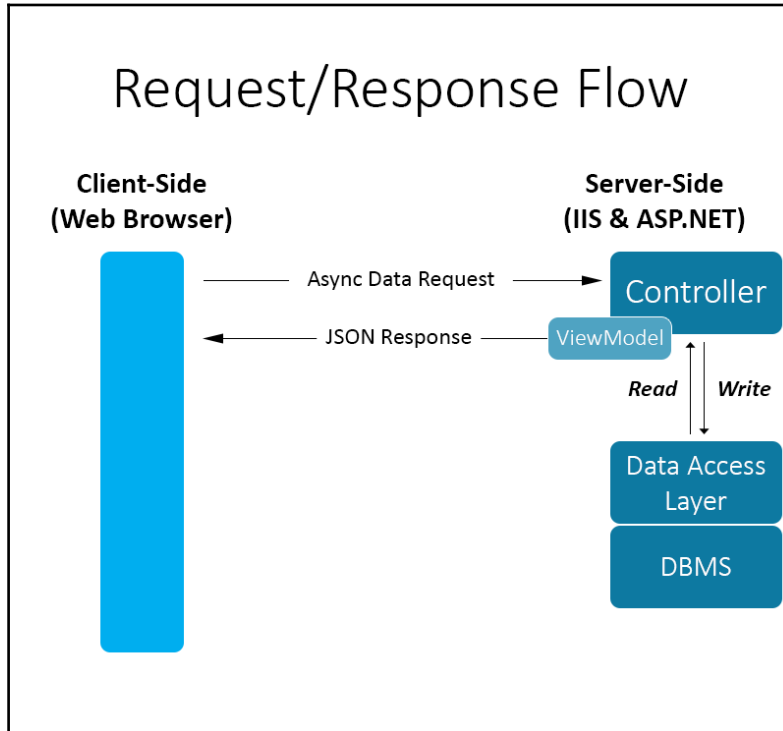 Request/Response Flow
Client-Side
(Web Browser)
Server-Side
(IIS & ASP.NET)
Async Data Request
Controller
JSON Response
ViewModel
Read
Write
Data Access
Layer
DBMS